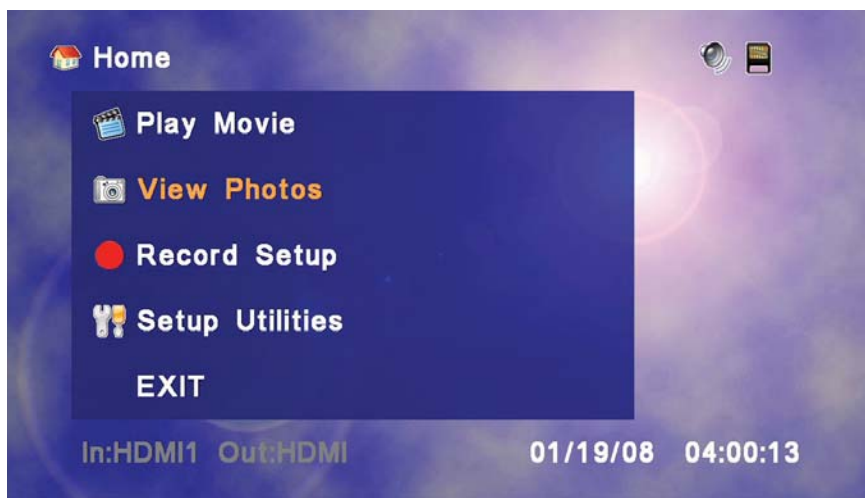 Home
Play Movie
View Photos
Record Setup
Setup Utilities
EXIT
In:HDMI1 Out:HDMI 01/19/08 04:00:13